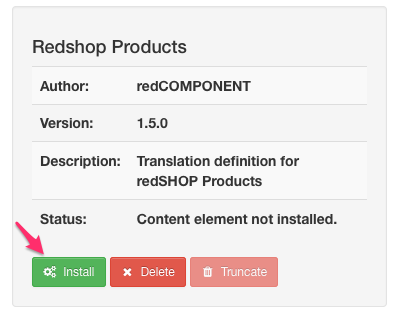 Redshop Products
Author: redCOMPONENT
Version: 1.5.0
Description: Translation definition for
redSHOP Products
Status: Content element not installed.
Install Delete Truncate